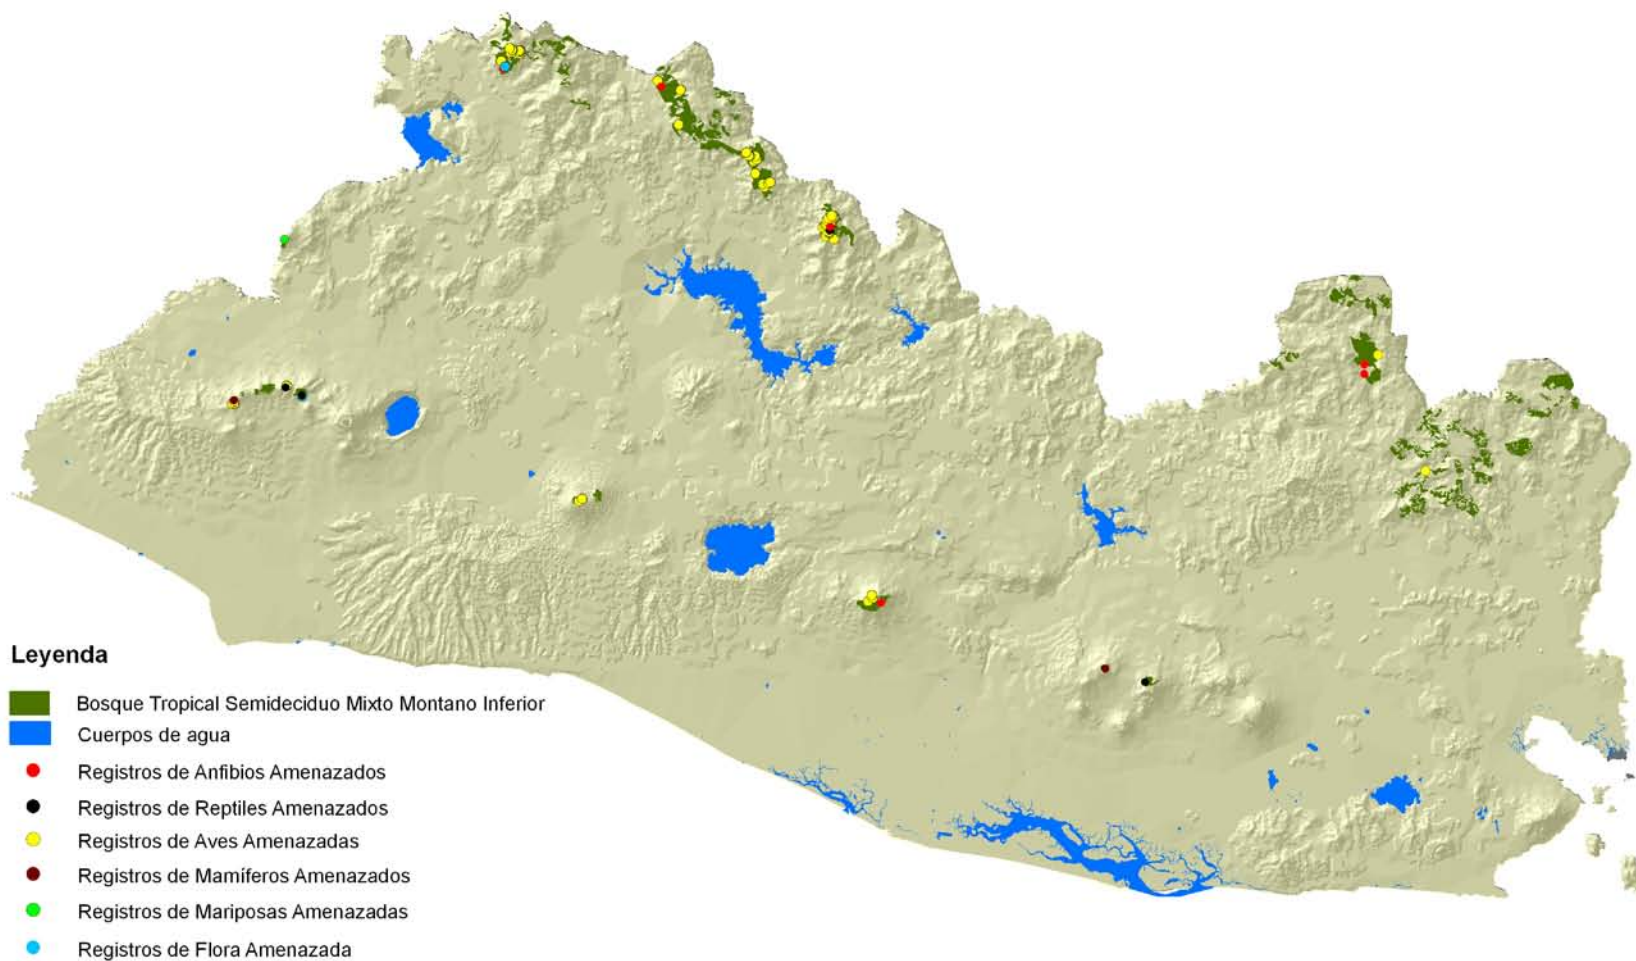 Leyenda
Bosque Tropical Semideciduo Mixto Montano Inferior
Cuerpos de agua
Registros de Anfibios Amenazados
Registros de Reptiles Amenazados
Registros de Aves Amenazadas
Registros de Mamíferos Amenazados
Registros de Mariposas Amenazadas
Registros de Flora Amenazada